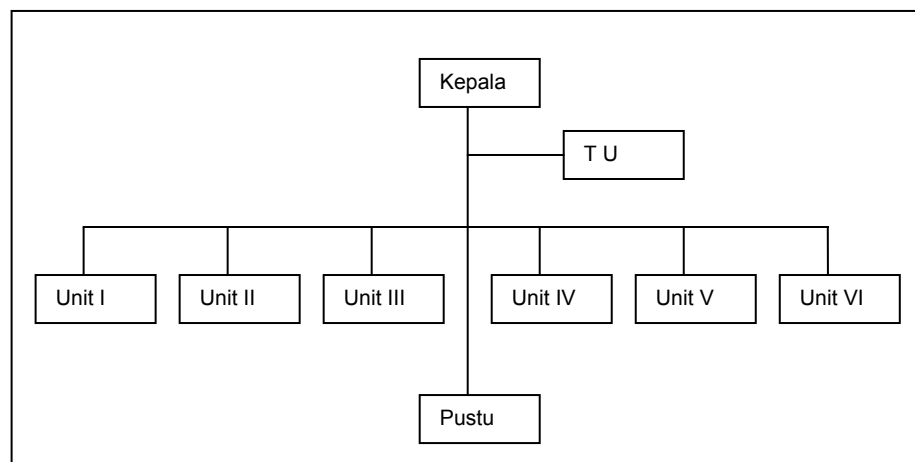 Kepala
T U
Unit I
Unit II
Unit III
Unit IV
Unit V
Unit VI
Pustu